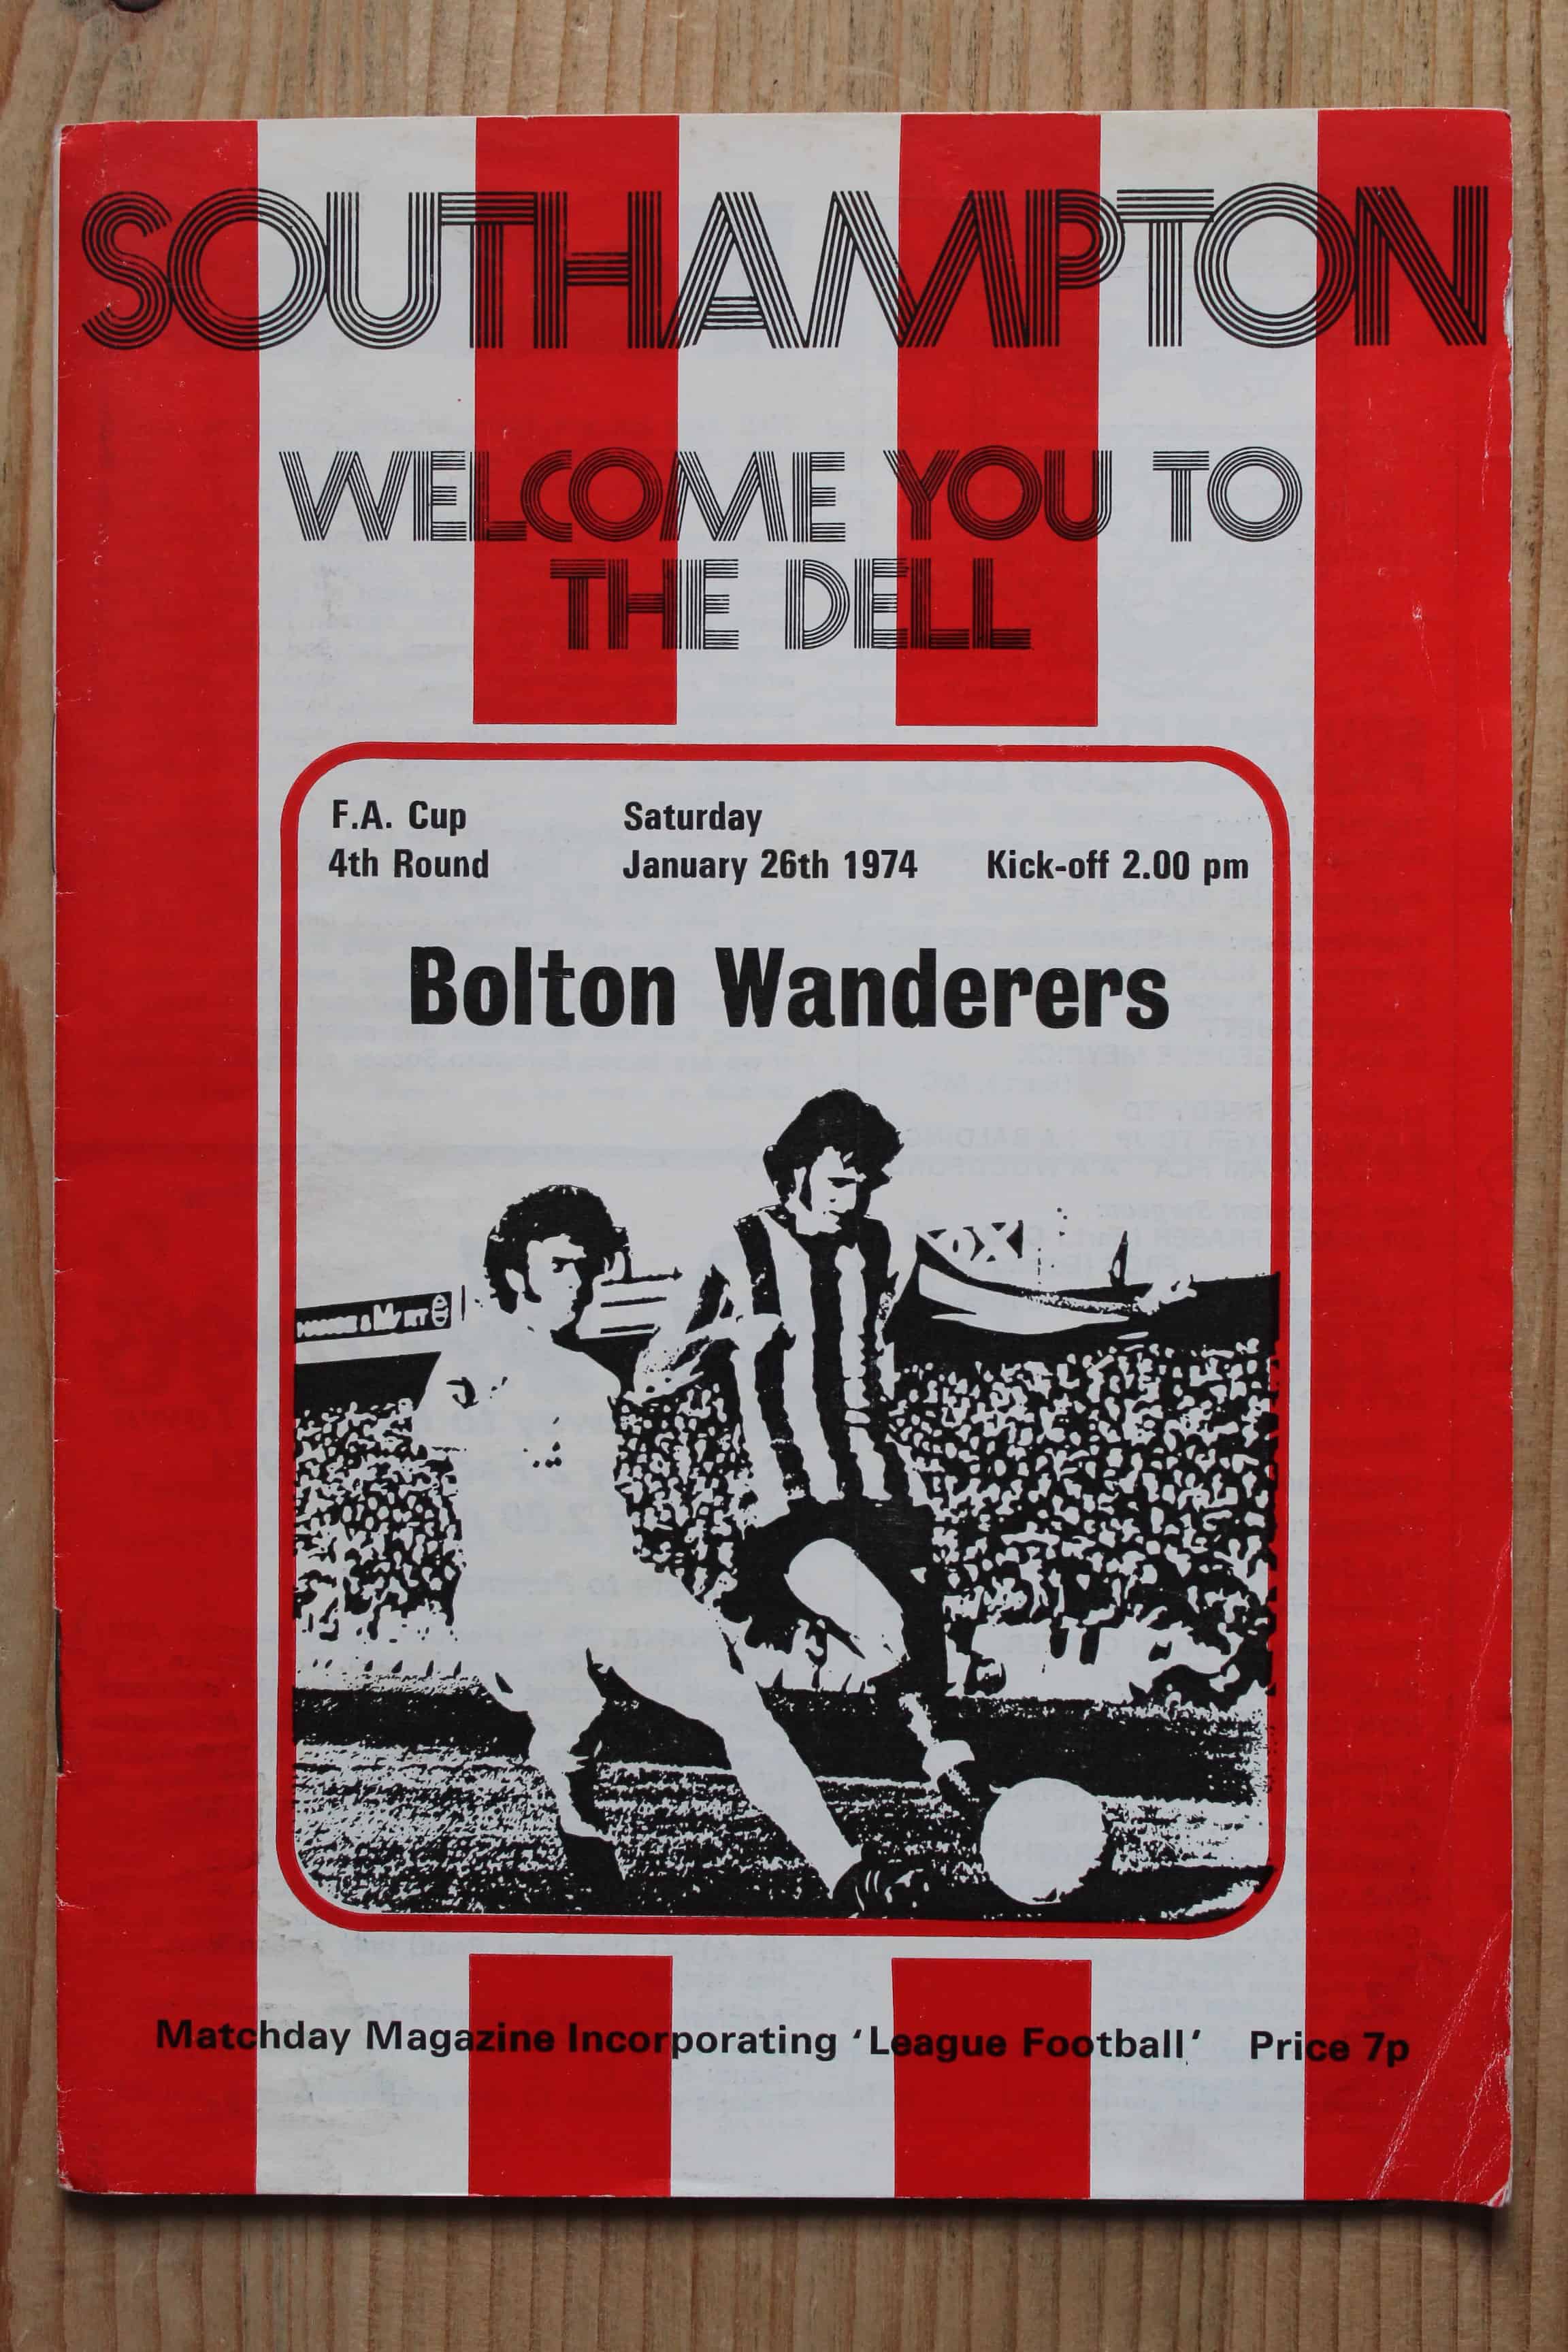 SOUTHAMPTON
WELCOME YOU TO
THE DELL
F.A. Cup
4th Round
Saturday
January 26th 1974
Kick-off 2.00 pm
Bolton Wanderers
Matchday Magazine Incorporating ‘League Football’ Price 7p